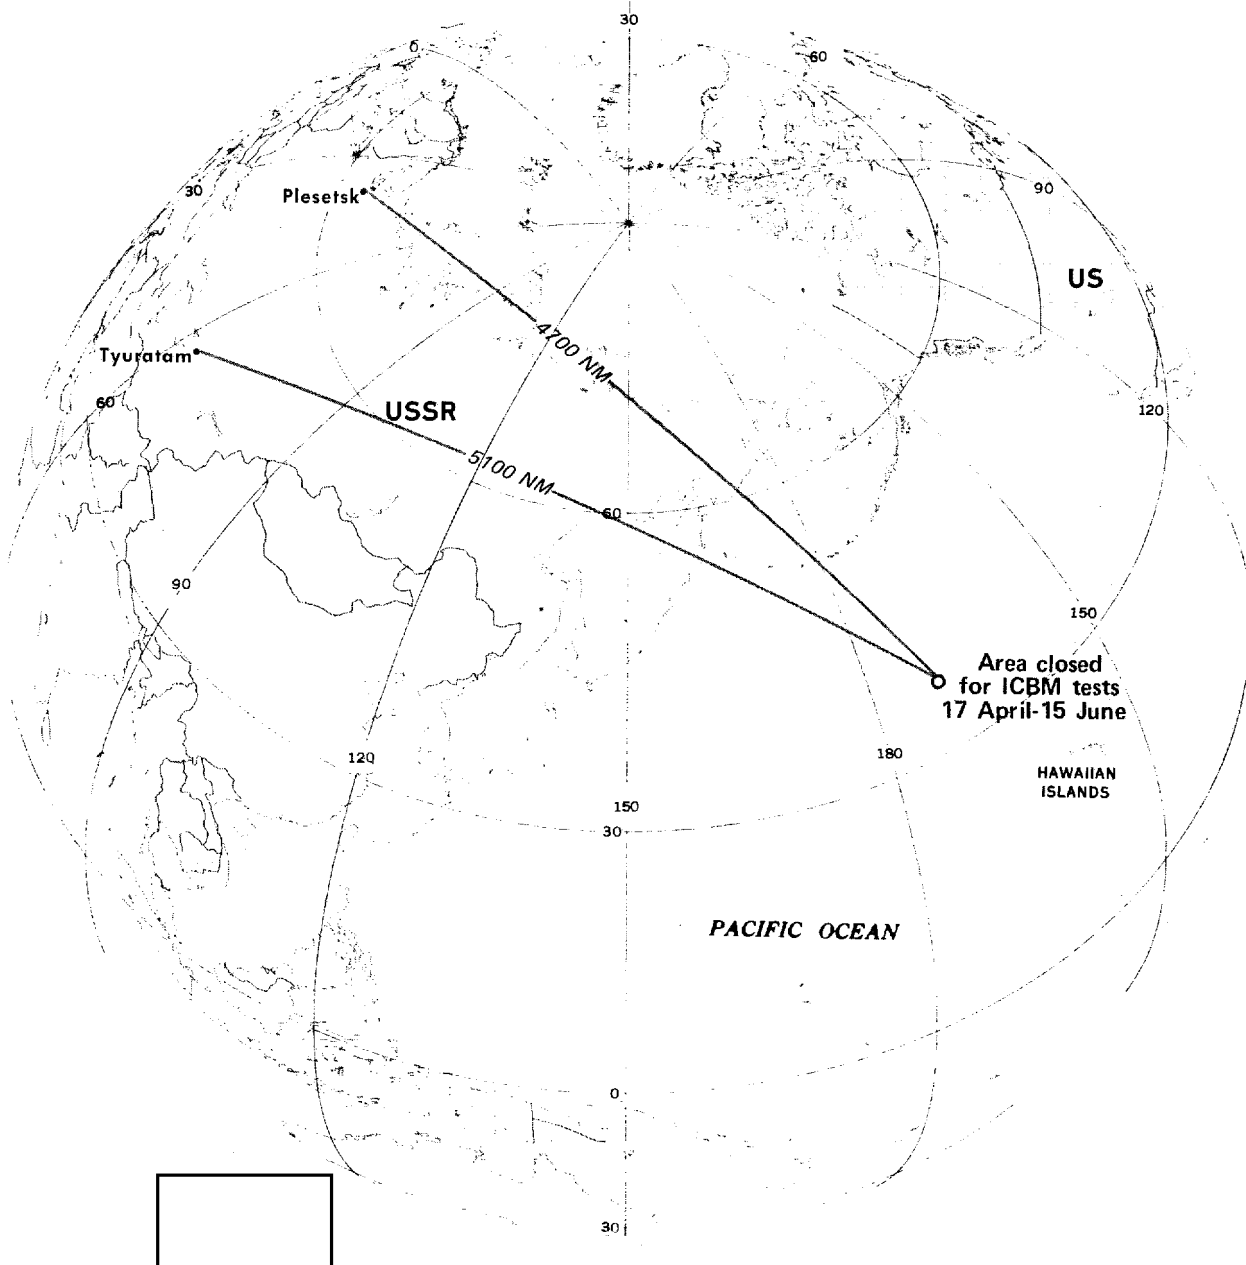 30
0
60
30
90
Plesetsk
US
4700 NM
Tyuratam
60
USSR
120
5100 NM
60
90
150
Area closed
for ICBM tests
17 April-15 June
120
180
HAWAIIAN
ISLANDS
150
30
PACIFIC OCEAN
0
30